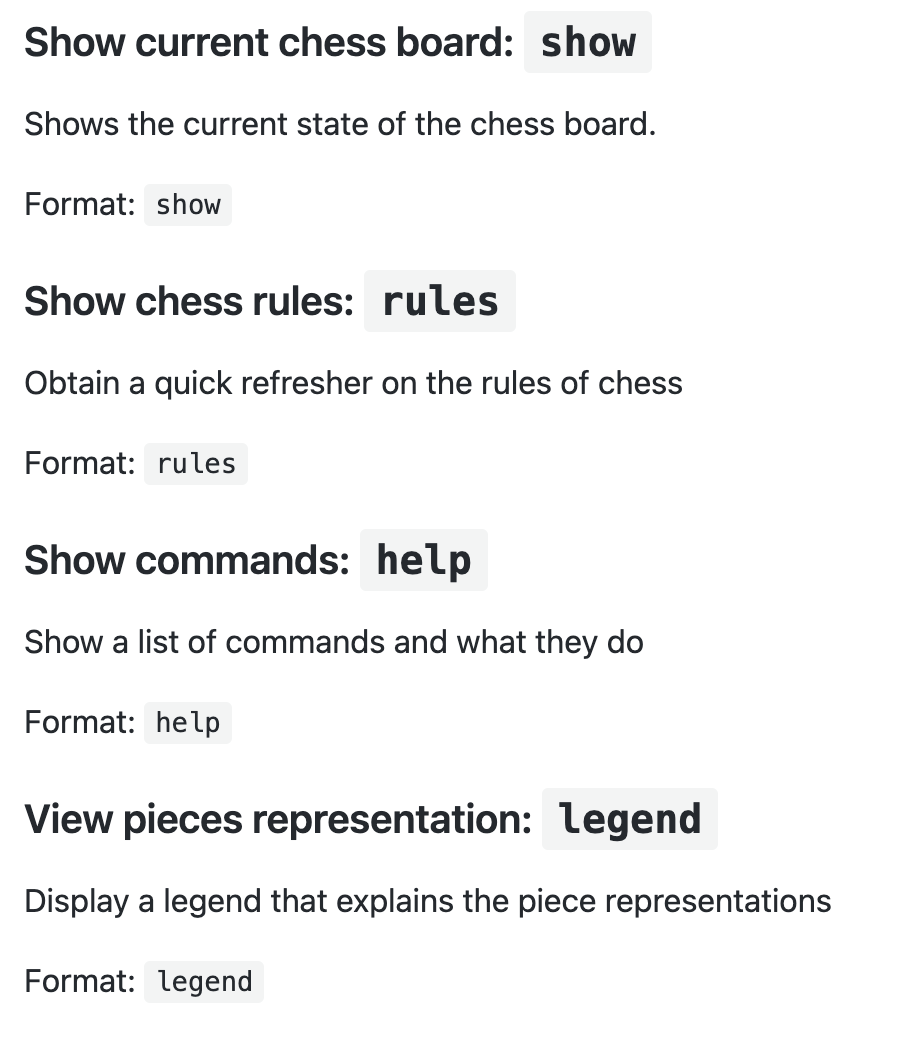 Show current chess board: show
Shows the current state of the chess board.
Format: show
Show chess rules: rules
Obtain a quick refresher on the rules of chess
Format: rules
Show commands: help
Show a list of commands and what they do
Format: help
View pieces representation: legend
Display a legend that explains the piece representations
Format: legend